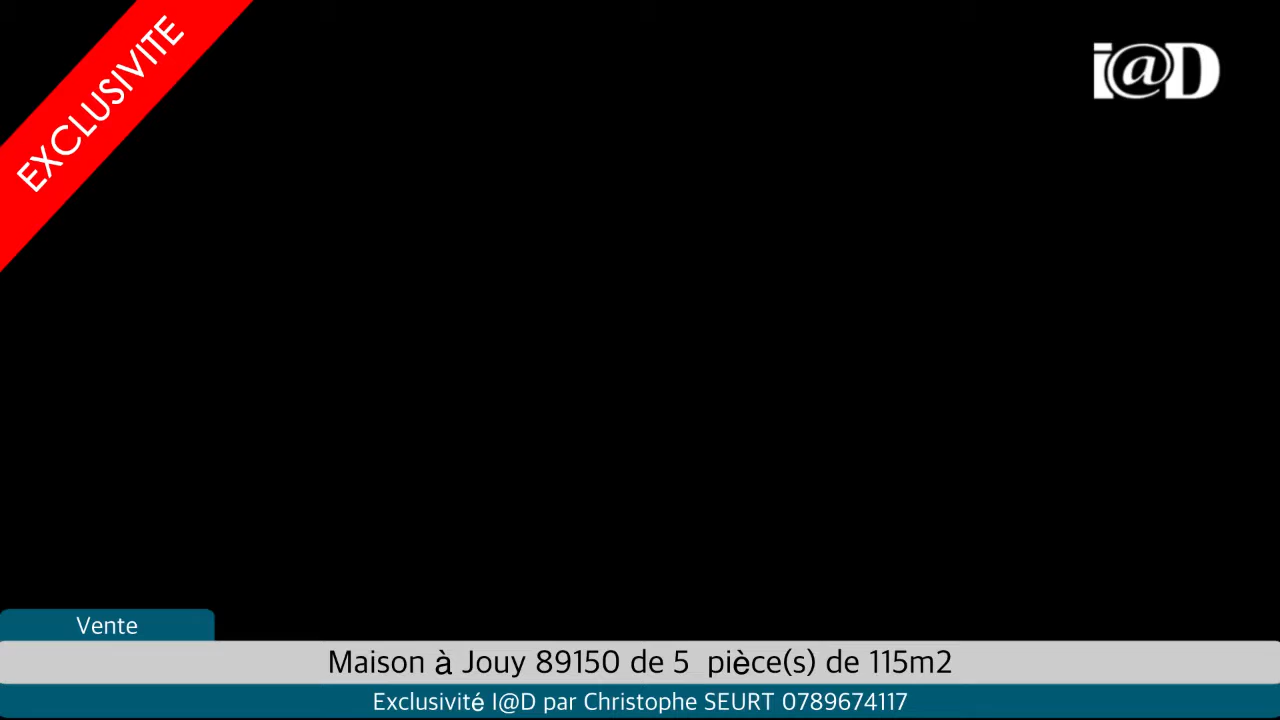 EXCLUSIVITE
i@D
Vente
Maison à Jouy 89150 de 5  pièce(s) de 115m2
Exclusivité I@D par Christophe SEURT 0789674117